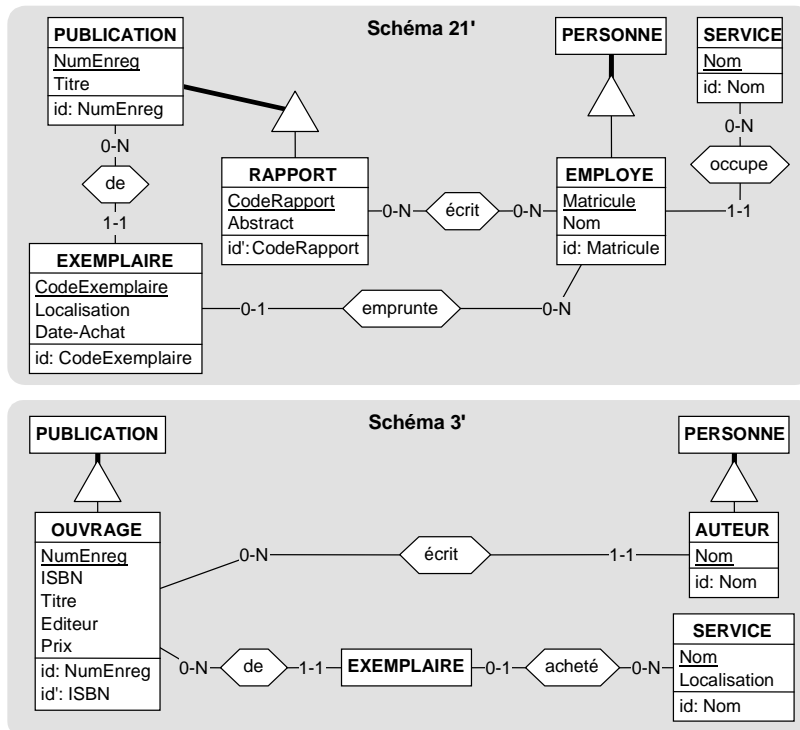 Schéma 21'
PUBLICATION
NumEnreg
Titre
id: NumEnreg
PERSONNE
SERVICE
Nom
id: Nom
0-N
de
1-1
RAPPORT
CodeRapport
Abstract
id': CodeRapport
0-N
écrit
0-N
EMPLOYE
Matricule
Nom
id: Matricule
0-N
occupe
1-1
EXEMPLAIRE
CodeExemplaire
Localisation
Date-Achat
id: CodeExemplaire
0-1
emprunte
0-N
Schéma 3'
PUBLICATION
PERSONNE
OUVRAGE
NumEnreg
ISBN
Titre
Editeur
Prix
id: NumEnreg
id': ISBN
0-N
écrit
1-1
AUTEUR
Nom
id: Nom
0-N
de
1-1
EXEMPLAIRE
0-1
acheté
0-N
SERVICE
Nom
Localisation
id: Nom